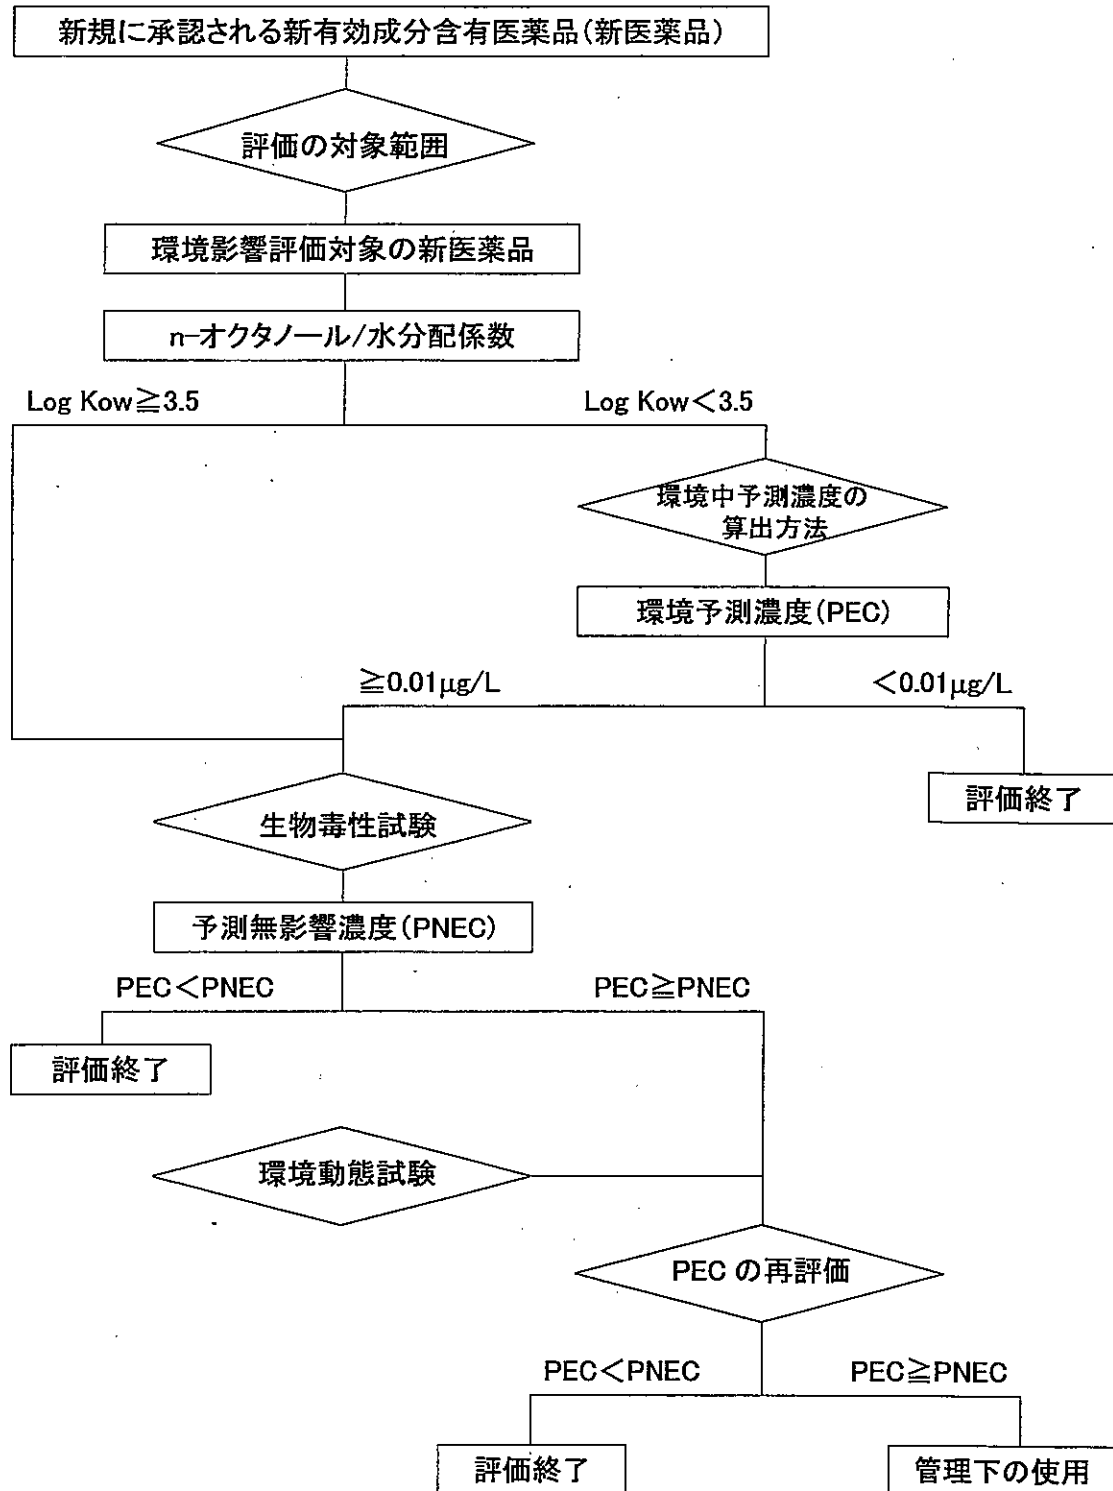 新規に承認される新有効成分含有医薬品(新医薬品)
評価の対象範囲
環境影響評価対象の新医薬品
n-オクタノール/水分配係数
Log Kow≧3.5
Log Kow<3.5
環境中予測濃度の
算出方法
環境予測濃度(PEC)
≧0.01μg/L
<0.01μg/L
評価終了
生物毒性試験
予測無影響濃度(PNEC)
PEC<PNEC
PEC≧PNEC
評価終了
環境動態試験
PEC の再評価
PEC<PNEC
PEC≧PNEC
評価終了
管理下の使用